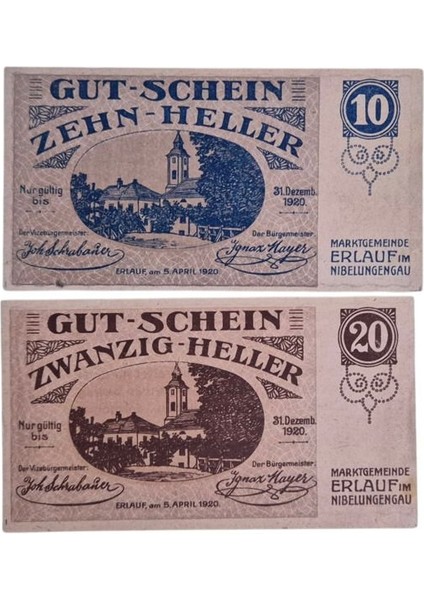 GUT-SCHEIN
ZEHN-HELLER
10
Nur gültig bis
31. Dezemb. 1920.
Der Vizebürgermeister:
Joh. Schrabauer
Der Bürgermeister:
Ignax Mayer
ERLAUF, am 5. APRIL 1920.
MARKTGEMEINDE
ERLAUF IM
NIBELUNGENGAU
GUT-SCHEIN
ZWANZIG-HELLER
20
Nur gültig bis
31. Dezemb. 1920.
Der Vizebürgermeister:
Joh. Schrabauer
Der Bürgermeister:
Ignax Mayer
ERLAUF, am 5. APRIL 1920.
MARKTGEMEINDE
ERLAUF IM
NIBELUNGENGAU